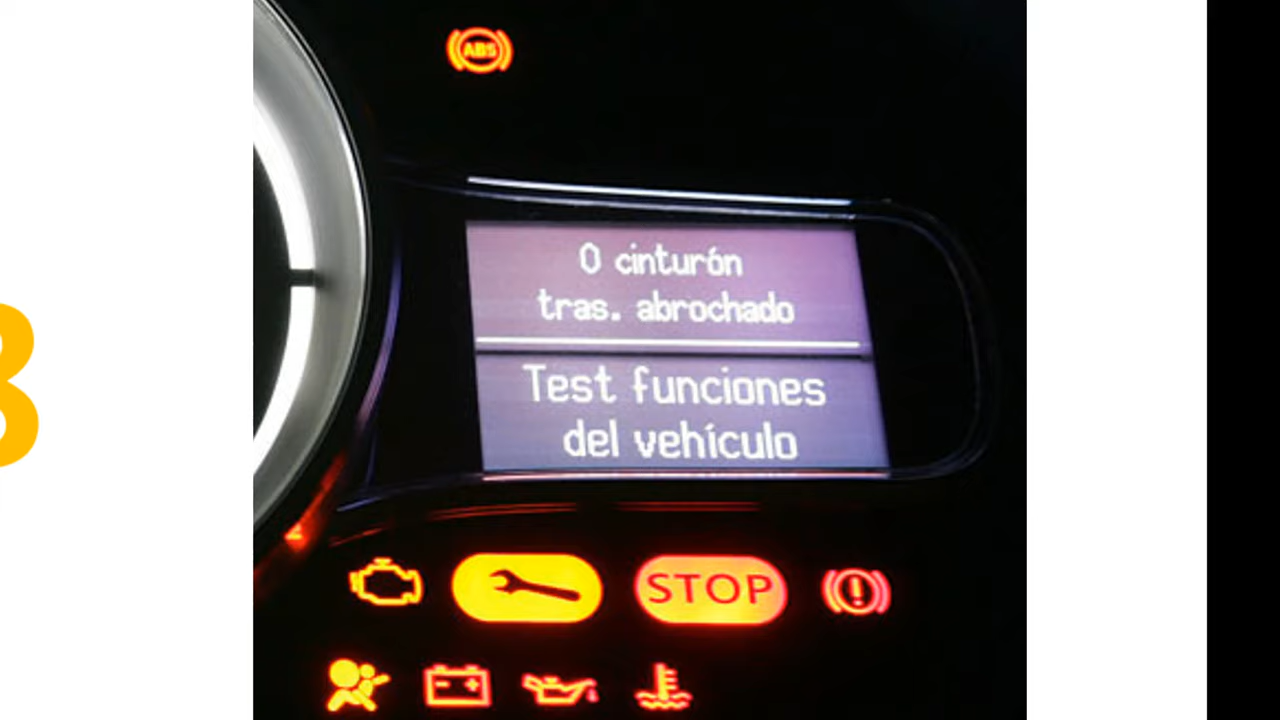 ABS
0 cinturón
tras. abrochado
Test funciones
del vehículo
STOP